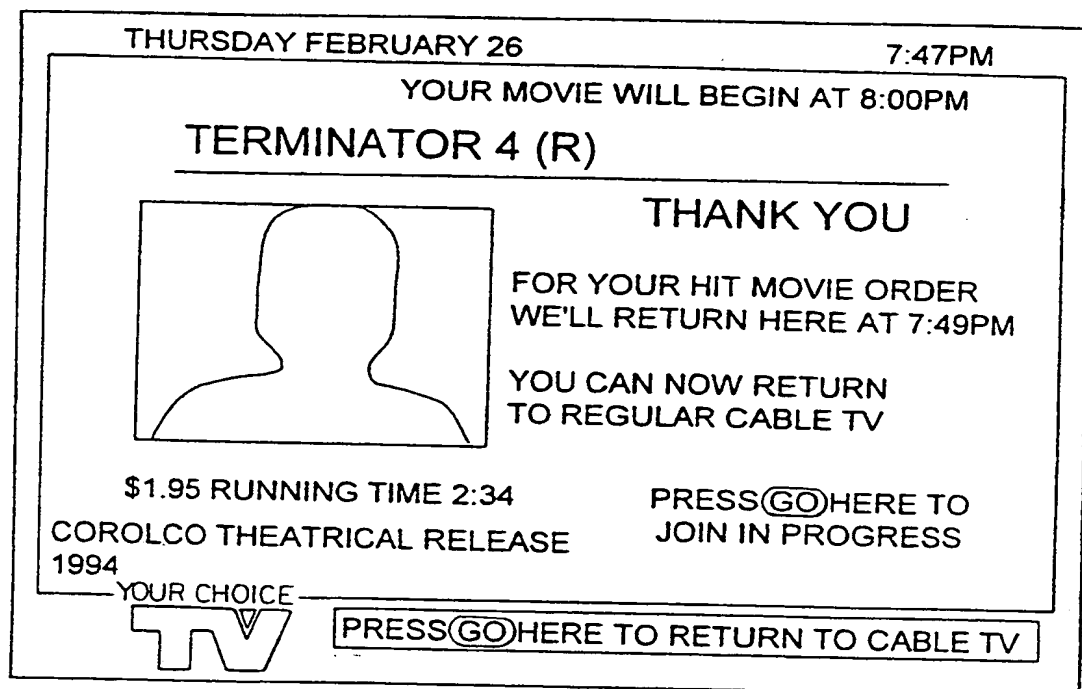 THURSDAY FEBRUARY 26 7:47PM
YOUR MOVIE WILL BEGIN AT 8:00PM
TERMINATOR 4 (R)
THANK YOU
FOR YOUR HIT MOVIE ORDER
WE'LL RETURN HERE AT 7:49PM
YOU CAN NOW RETURN
TO REGULAR CABLE TV
$1.95 RUNNING TIME 2:34
COROLCO THEATRICAL RELEASE
1994
PRESS GO HERE TO
JOIN IN PROGRESS
YOUR CHOICE
TV
PRESS GO HERE TO RETURN TO CABLE TV